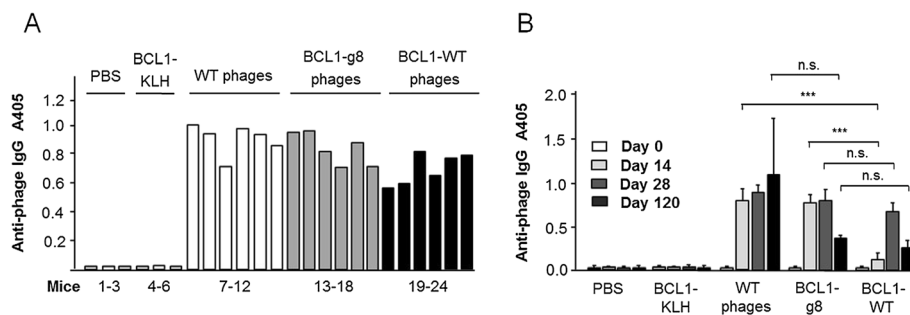 A
BCL1-
KLH
PBS
WT phages
BCL1-g8
phages
BCL1-WT
phages
Anti-phage IgG A405
1.2
1.0
0.8
0.6
0.4
0.2
Mice 1-3 4-6 7-12 13-18 19-24
B
n.s.
***
***
n.s.
n.s.
Anti-phage IgG A405
2.0
1.5
1.0
0.5
0.0
Day 0
Day 14
Day 28
Day 120
PBS
BCL1-
KLH
WT
phages
BCL1-
g8
BCL1-
WT